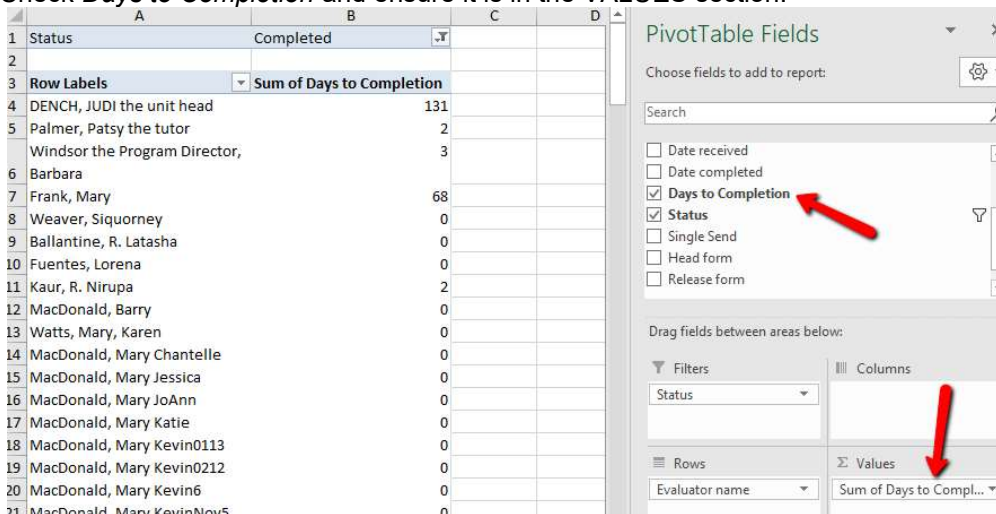 Check Days to Completion and ensure it is in the VALUES section.
A B C D
1 Status Completed
2
3 Row Labels Sum of Days to Completion
4 DENCH, JUDI the unit head 131
5 Palmer, Patsy the tutor 2
Windsor the Program Director, 3
6 Barbara
7 Frank, Mary 68
8 Weaver, Siquorney 0
9 Ballantine, R. Latasha 0
10 Fuentes, Lorena 0
11 Kaur, R. Nirupa 2
12 MacDonald, Barry 0
13 Watts, Mary, Karen 0
14 MacDonald, Mary Chantelle 0
15 MacDonald, Mary Jessica 0
16 MacDonald, Mary JoAnn 0
17 MacDonald, Mary Katie 0
18 MacDonald, Mary Kevin0113 0
19 MacDonald, Mary Kevin0212 0
20 MacDonald, Mary Kevin6 0
21 MacDonald, Mary KevinNov5 0
PivotTable Fields
Choose fields to add to report:
Search
Date received
Date completed
Days to Completion
Status
Single Send
Head form
Release form
Drag fields between areas below:
Filters
Columns
Status
Rows
Σ Values
Evaluator name
Sum of Days to Compl...